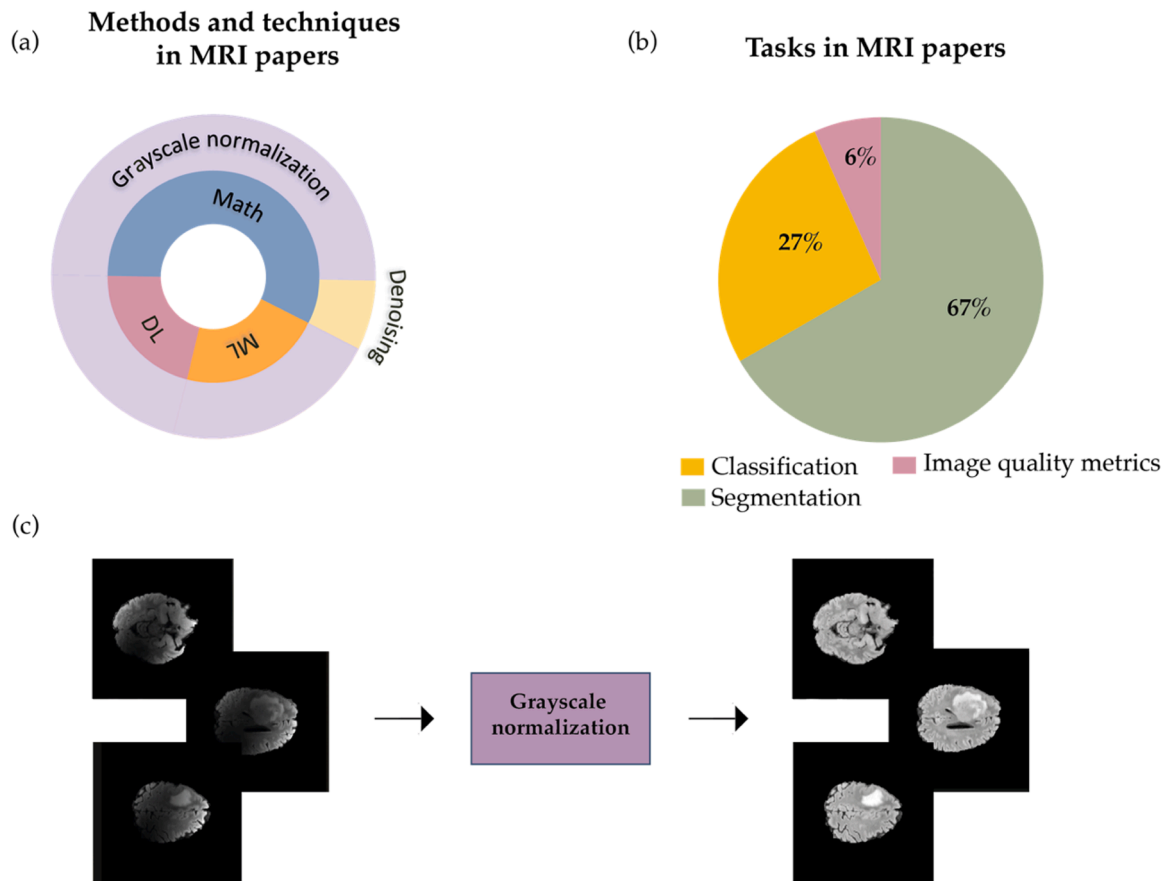 (a)
Methods and techniques
in MRI papers
Grayscale normalization
Math
DL
ML
Denoising
(b)
Tasks in MRI papers
6%
27%
67%
Classification
Image quality metrics
Segmentation
(c)
Grayscale
normalization